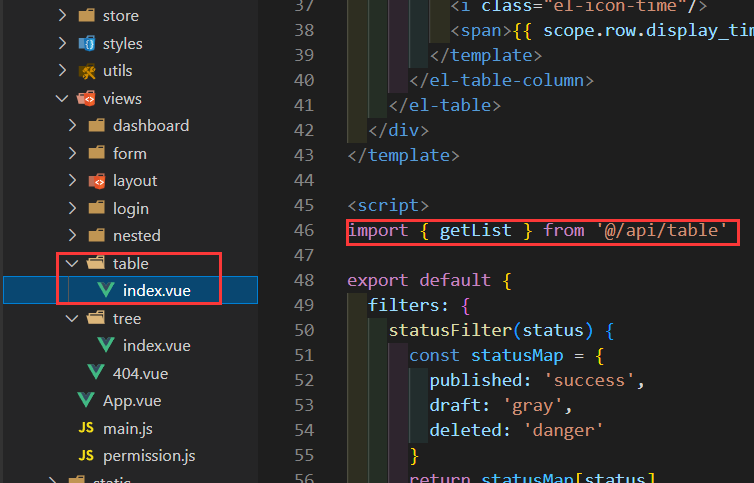 store
styles
utils
views
dashboard
form
layout
login
nested
table
index.vue
tree
index.vue
404.vue
App.vue
JS main.js
JS permission.js
static
37 <i class="el-icon-time"/>
38 <span>{{ scope.row.display_tim
39 </template>
40 </el-table-column>
41 </el-table>
42 </div>
43 </template>
44
45 <script>
46 import { getList } from '@/api/table'
47
48 export default {
49 filters: {
50 statusFilter(status) {
51 const statusMap = {
52 published: 'success',
53 draft: 'gray',
54 deleted: 'danger'
55 }
56 return statusMap[status]